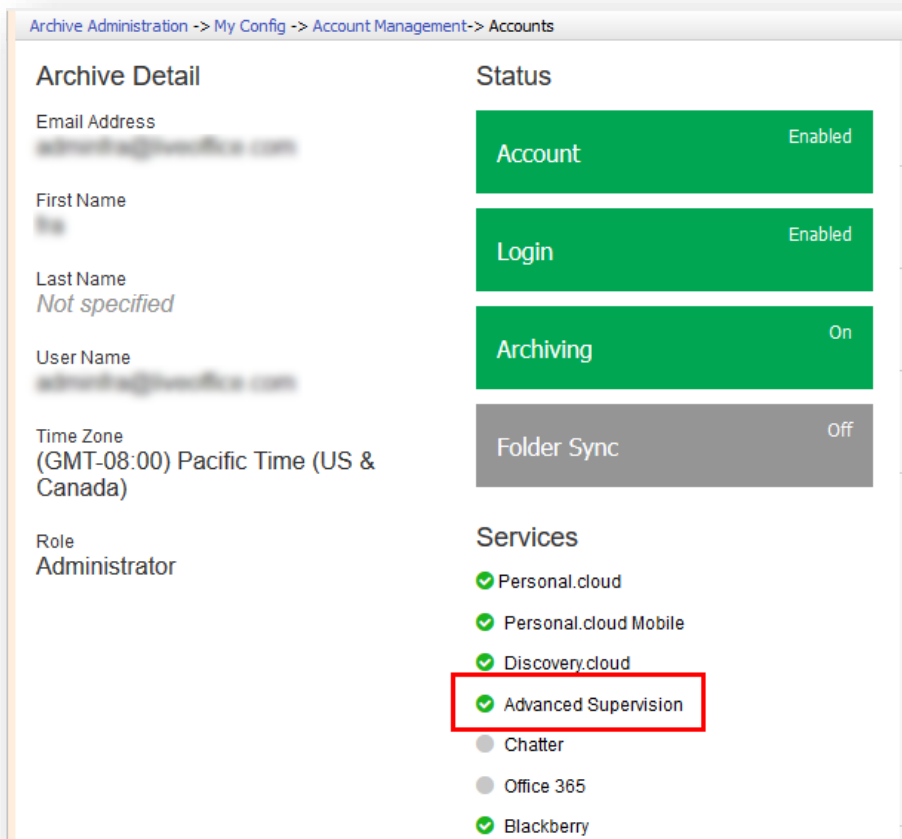 Archive Administration -> My Config -> Account Management-> Accounts
Archive Detail
Email Address
First Name
Last Name
Not specified
User Name
Time Zone
(GMT-08:00) Pacific Time (US &
Canada)
Role
Administrator
Status
Account
Enabled
Login
Enabled
Archiving
On
Folder Sync
Off
Services
Personal.cloud
Personal.cloud Mobile
Discovery.cloud
Advanced Supervision
Chatter
Office 365
Blackberry